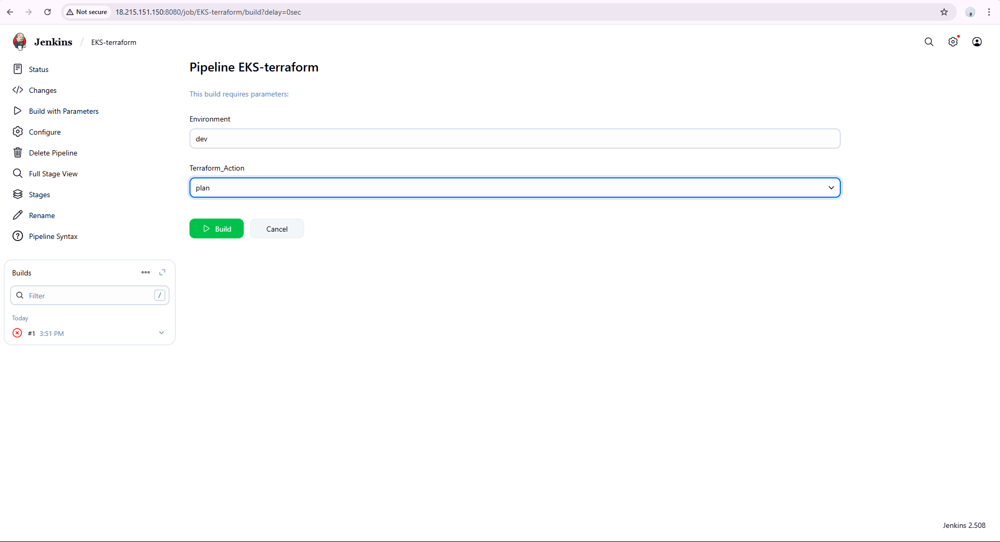 Not secure 18.215.151.150:8080/job/EKS-terraform/build?delay=0sec
Jenkins / EKS-terraform
Status
Changes
Build with Parameters
Configure
Delete Pipeline
Full Stage View
Stages
Rename
Pipeline Syntax
Builds
Filter /
Today
#1 3:51 PM
Pipeline EKS-terraform
This build requires parameters:
Environment
dev
Terraform_Action
plan
Build Cancel
Jenkins 2.508